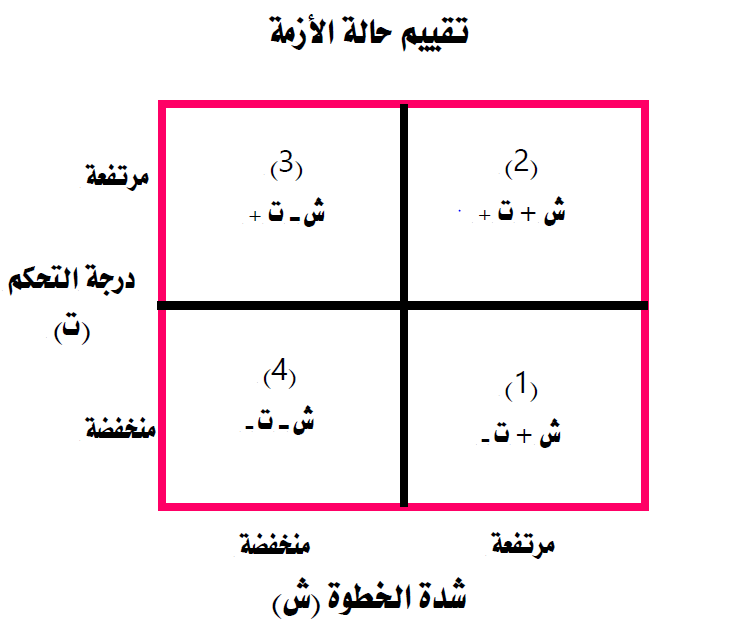 تقييم حالة الأزمة
مرتفعة
(2)
ش + ت +
(3)
ش ـ ت +
درجة التحكم
(ت)
منخفضة
(1)
ش + ت ـ
(4)
ش ـ ت ـ
مرتفعة
منخفضة
شدة الخطوة (ش)